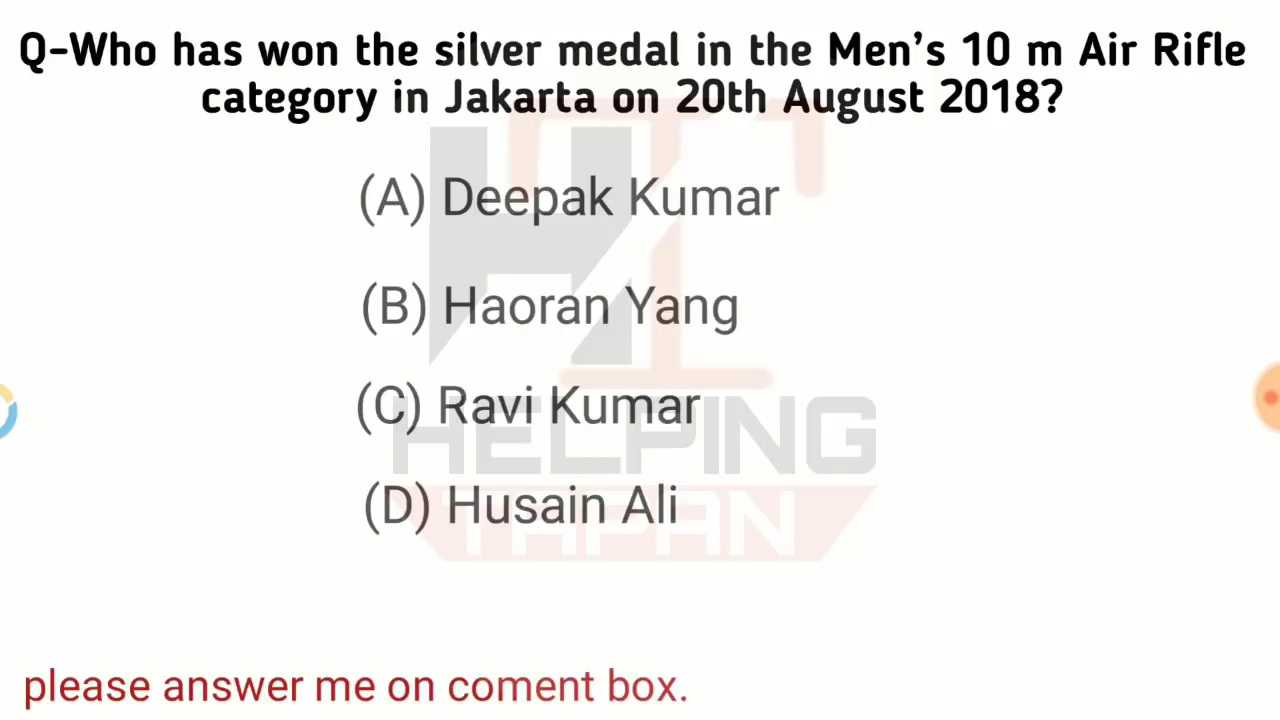 Q-Who has won the silver medal in the Men's 10 m Air Rifle
category in Jakarta on 20th August 2018?
(A) Deepak Kumar
(B) Haoran Yang
(C) Ravi Kumar
(D) Husain Ali
HELPING
TAPAN
please answer me on coment box.